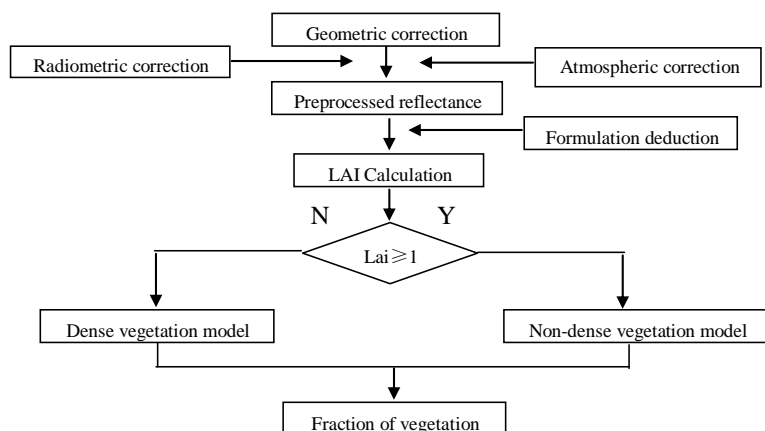 Geometric correction
Radiometric correction
Atmospheric correction
Preprocessed reflectance
Formulation deduction
LAI Calculation
N
Y
Lai≥1
Dense vegetation model
Non-dense vegetation model
Fraction of vegetation